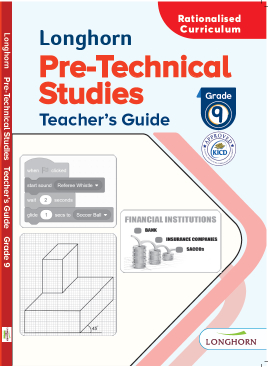 Rationalised
Curriculum
Longhorn
Pre-Technical
Studies
Teacher's Guide
Grade
9
APPROVED
KICD
Longhorn Pre-Technical Studies Teacher's Guide Grade 9
when clicked
start sound Referee Whistle
wait 2 seconds
glide 1 secs to Soccer Ball
FINANCIAL INSTITUTIONS
BANK
INSURANCE COMPANIES
SACCOs
45°
LONGHORN